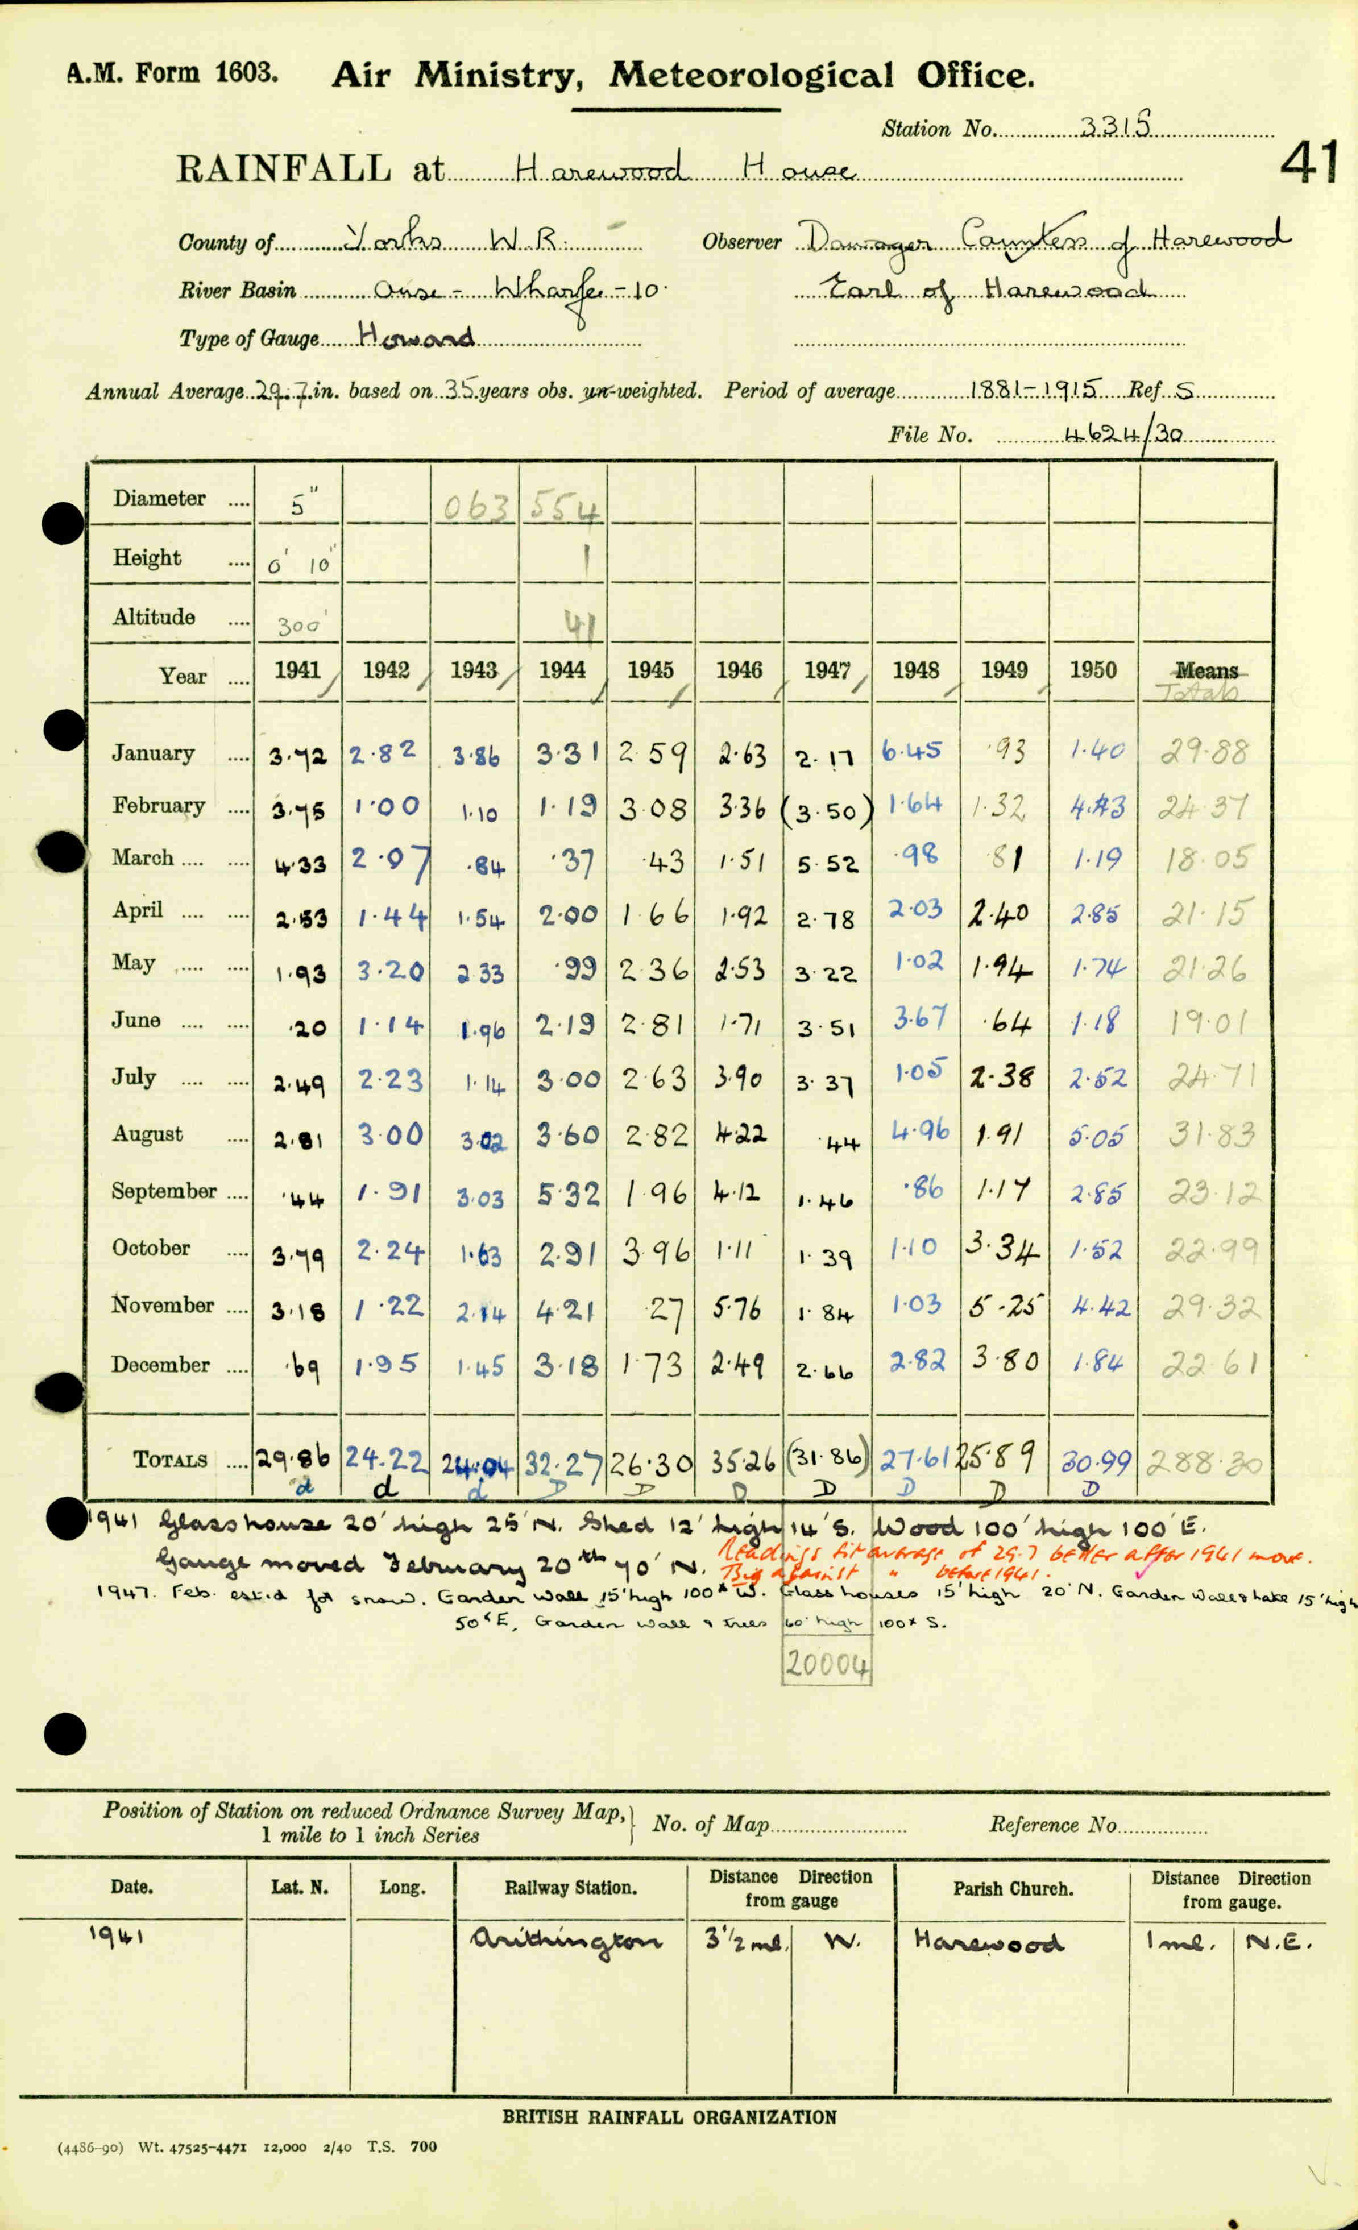 A.M. Form 1603. Air Ministry, Meteorological Office.
Station No. 3315
41
RAINFALL at Harewood House
County of Yorks W.R. Observer Dowager Countess of Harewood
River Basin Ouse - Wharfe - 10. Earl of Harewood
Type of Gauge Howard
Annual Average 29.7 in. based on 35 years obs. un-weighted. Period of average 1881-1915 Ref S
File No. 4624/30
Diameter .... 5" 063 554
Height .... 0' 10" 1
Altitude .... 300' 41
Year .... 1941 1942 1943 1944 1945 1946 1947 1948 1949 1950 Means
Totals
January .... 3.72 2.82 3.86 3.31 2.59 2.63 2.17 6.45 .93 1.40 29.88
February .... 3.75 1.00 1.10 1.19 3.08 3.36 (3.50) 1.64 1.32 4.43 24.37
March .... .... 4.33 2.07 .84 .37 .43 1.51 5.52 .98 .81 1.19 18.05
April .... .... 2.53 1.44 1.54 2.00 1.66 1.92 2.78 2.03 2.40 2.85 21.15
May .... .... 1.93 3.20 2.33 .99 2.36 2.53 3.22 1.02 1.94 1.74 21.26
June .... .... .20 1.14 1.96 2.19 2.81 1.71 3.51 3.67 .64 1.18 19.01
July .... .... 2.49 2.23 1.14 3.00 2.63 3.90 3.37 1.05 2.38 2.52 24.71
August .... 2.81 3.00 3.02 3.60 2.82 4.22 .44 4.96 1.91 5.05 31.83
September .... .44 1.91 3.03 5.32 1.96 4.12 1.46 .86 1.17 2.85 23.12
October .... 3.79 2.24 1.63 2.91 3.96 1.11 1.39 1.10 3.34 1.52 22.99
November .... 3.18 1.22 2.14 4.21 .27 5.76 1.84 1.03 5.25 4.42 29.32
December .... .69 1.95 1.45 3.18 1.73 2.49 2.66 2.82 3.80 1.84 22.61
TOTALS .... 29.86 24.22 24.04 32.27 26.30 35.26 (31.86) 27.61 25.89 30.99 288.30
d d d D D D D D D D
1941 Glasshouse 20' high 25' N. Shed 12' high 14' S. Wood 100' high 100' E.
Gauge moved February 20th 70' N. Readings fit average of 29.7 better after 1941 move.
Big against " before 1941.
1947. Feb. est.d for snow. Garden wall 15' high 100x W. Glass houses 15' high 20' N. Garden wall & hake 15' high
50x E, Garden wall & trees 60' high 100x S.
20004
Position of Station on reduced Ordnance Survey Map,
1 mile to 1 inch Series
No. of Map Reference No.
Date. Lat. N. Long. Railway Station. Distance from gauge Direction Parish Church. Distance from gauge. Direction
1941 Arithington 3 1/2 ml. W. Harewood 1 ml. N.E.
BRITISH RAINFALL ORGANIZATION
(4486-90) Wt. 47525-4471 12,000 2/40 T.S. 700